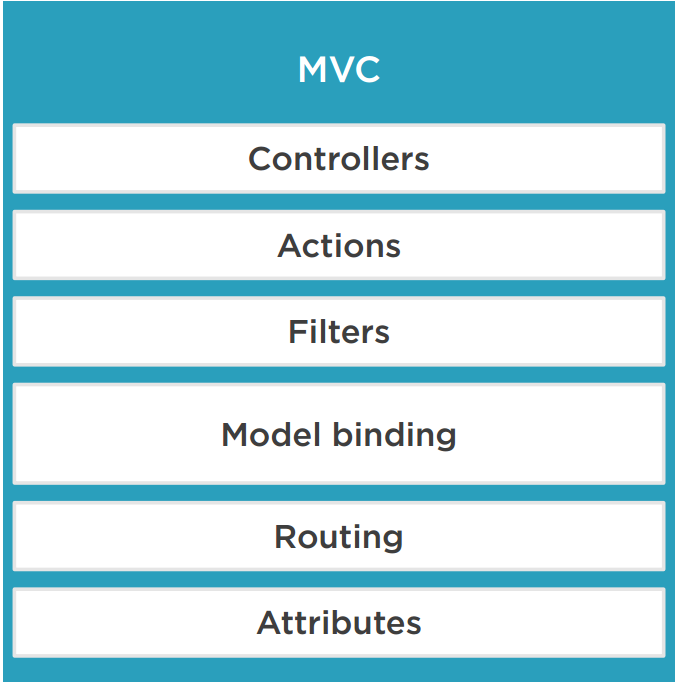 MVC
Controllers
Actions
Filters
Model binding
Routing
Attributes